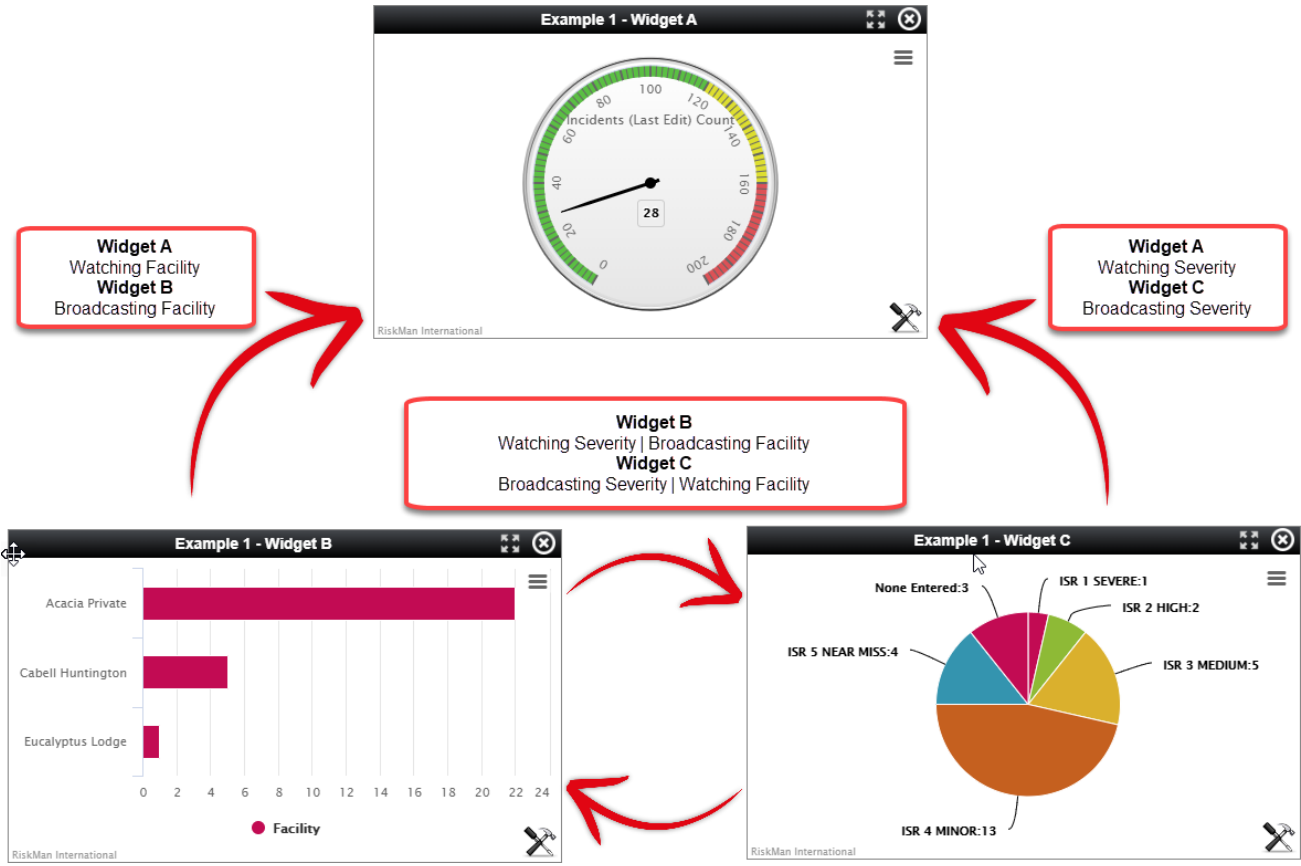 Example 1 - Widget A
0
20
40
60
80
100
120
140
160
180
200
Incidents (Last Edit) Count
28
RiskMan International
Widget A
Watching Facility
Widget B
Broadcasting Facility
Widget A
Watching Severity
Widget C
Broadcasting Severity
Widget B
Watching Severity | Broadcasting Facility
Widget C
Broadcasting Severity | Watching Facility
Example 1 - Widget B
Acacia Private
Cabell Huntington
Eucalyptus Lodge
0 2 4 6 8 10 12 14 16 18 20 22 24
Facility
RiskMan International
Example 1 - Widget C
None Entered:3
ISR 1 SEVERE:1
ISR 2 HIGH:2
ISR 5 NEAR MISS:4
ISR 3 MEDIUM:5
ISR 4 MINOR:13
RiskMan International